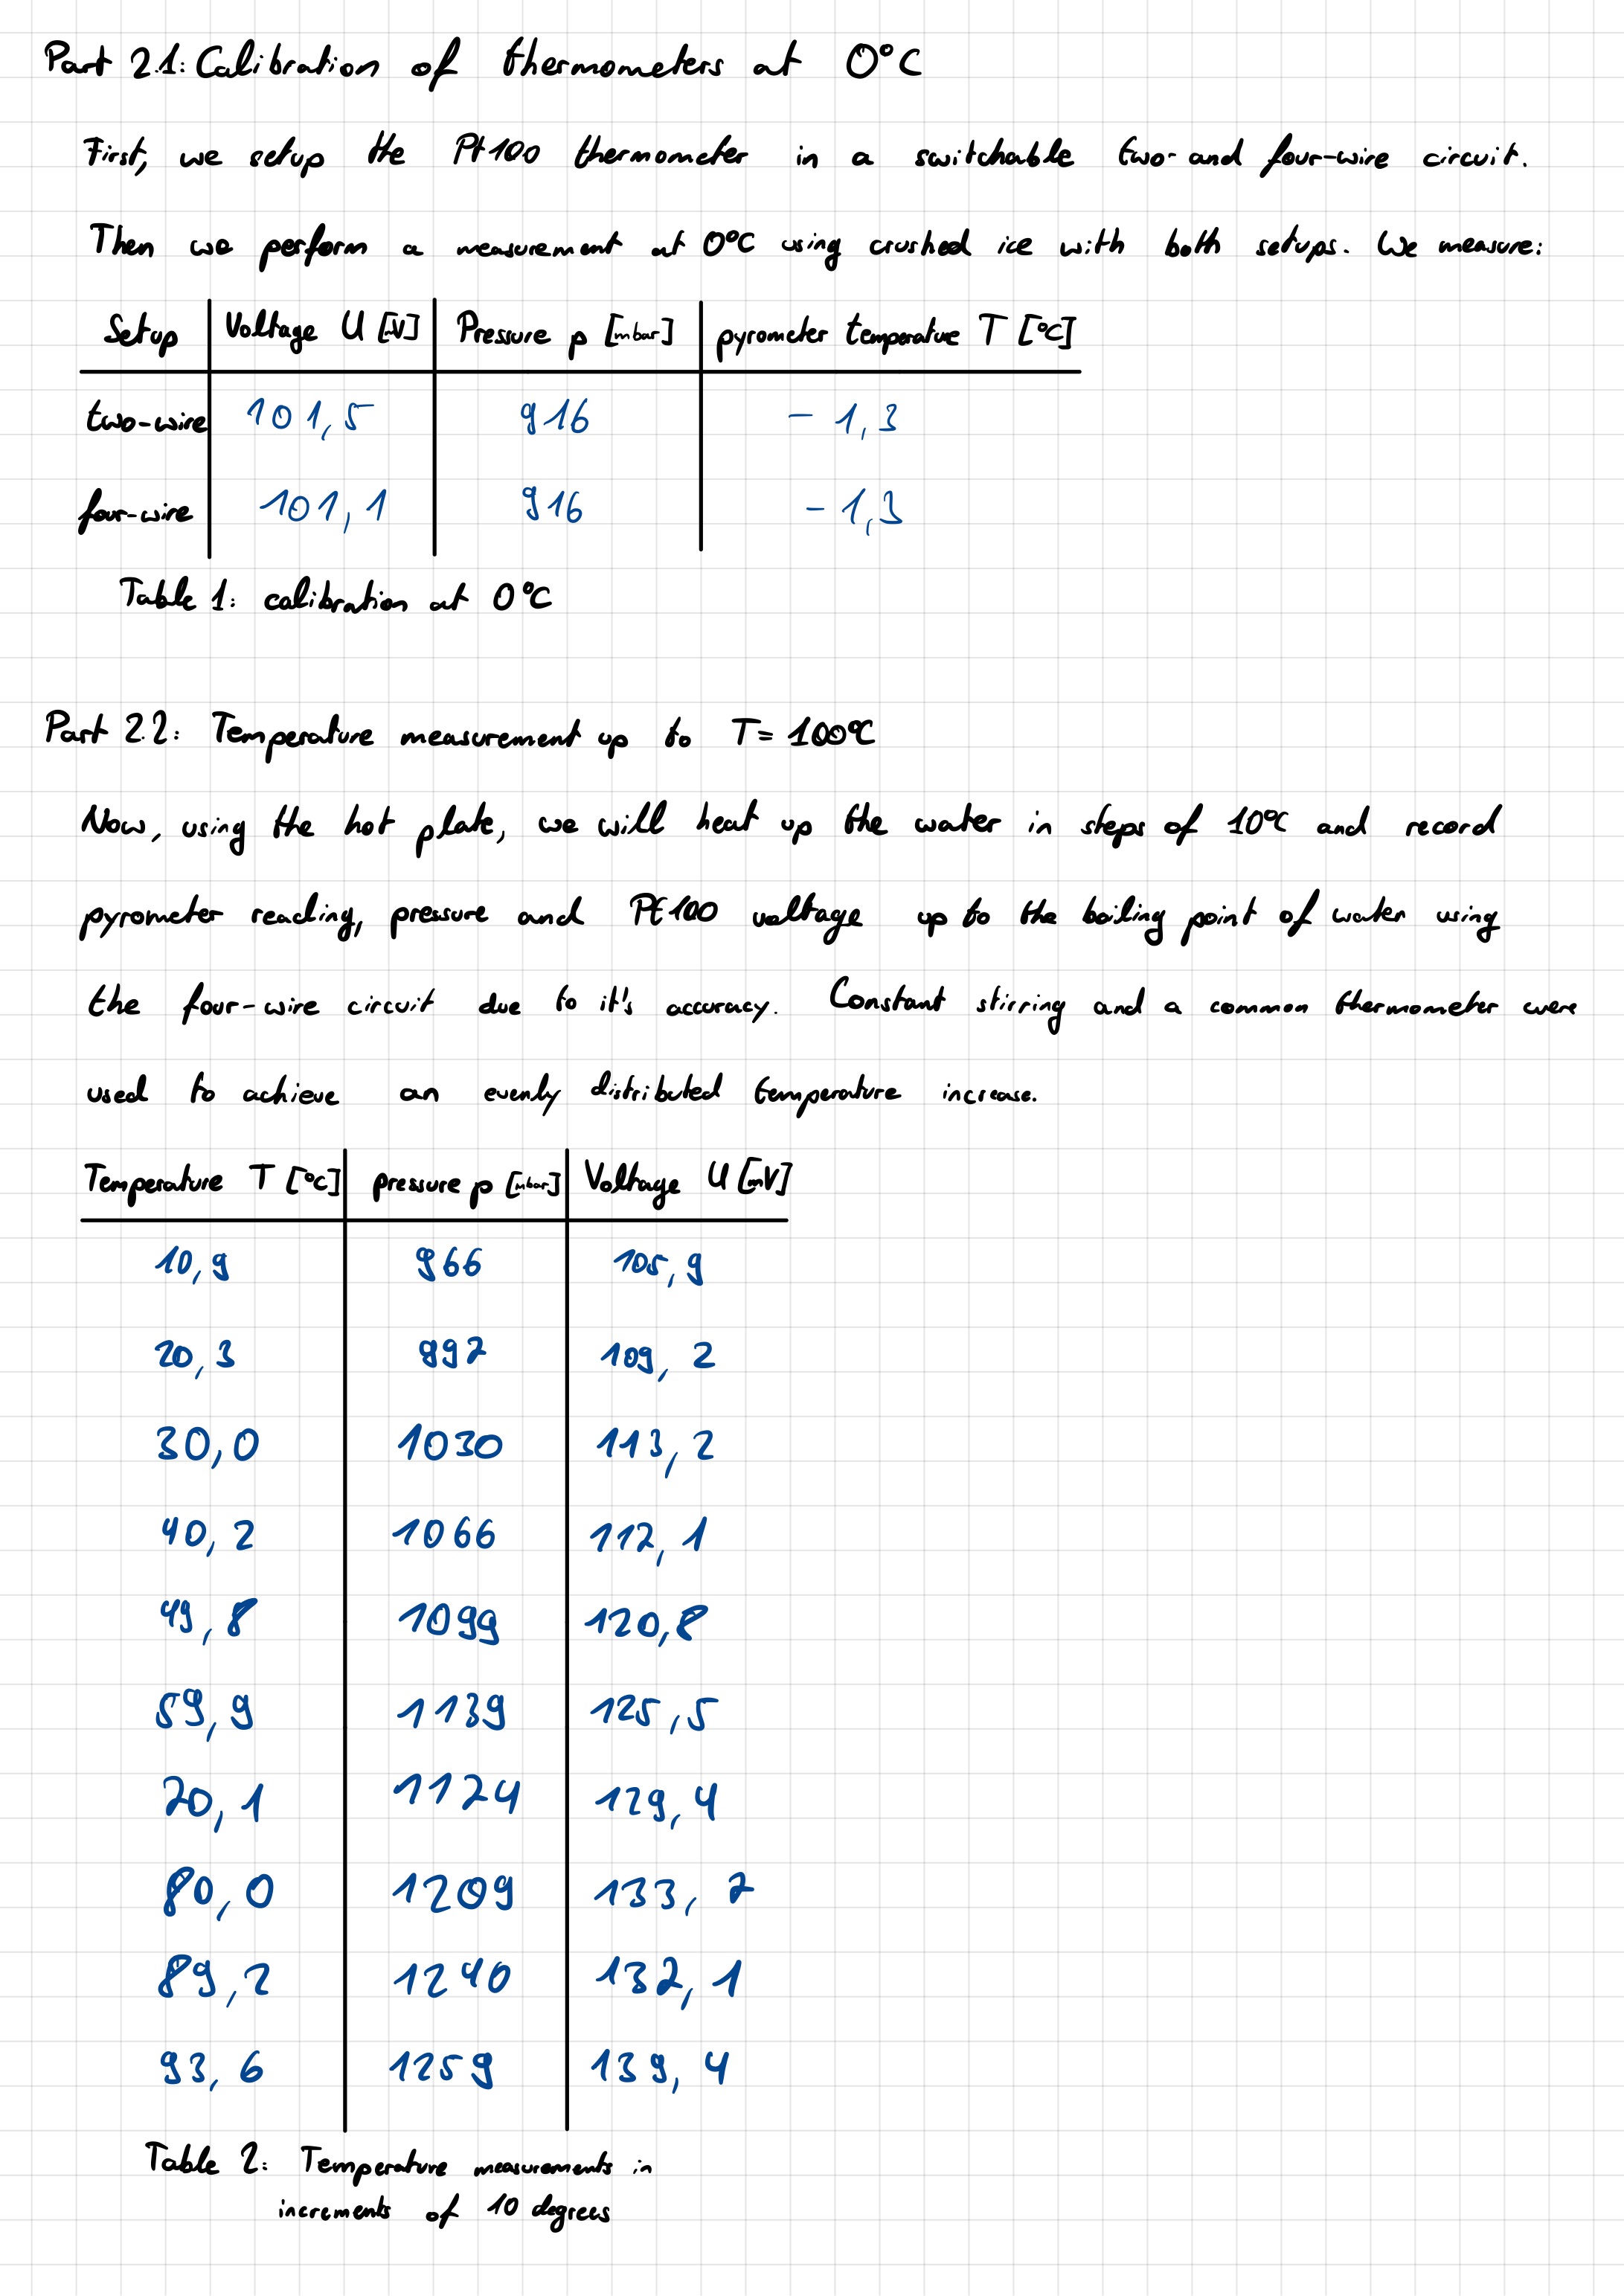 Part 2.1: Calibration of thermometers at 0°C
First, we setup the Pt100 thermometer in a switchable two- and four-wire circuit.
Then we perform a measurement at 0°C using crushed ice with both setups. We measure:
Setup Voltage U [mV] Pressure p [mbar] pyrometer temperature T [°C]
two-wire 101,5 916 - 1,3
four-wire 101,1 916 - 1,3
Table 1: calibration at 0°C
Part 2.2: Temperature measurement up to T = 100°C
Now, using the hot plate, we will heat up the water in steps of 10°C and record
pyrometer reading, pressure and Pt100 voltage up to the boiling point of water using
the four-wire circuit due to it's accuracy. Constant stirring and a common thermometer were
used to achieve an evenly distributed temperature increase.
Temperature T [°C] pressure p [mbar] Voltage U [mV]
10,9 966 105,9
20,3 997 109,2
30,0 1030 113,2
40,2 1066 117,1
49,8 1099 120,8
59,9 1139 125,5
70,1 1174 129,4
80,0 1209 133,7
89,2 1240 137,1
93,6 1259 139,4
Table 2: Temperature measurements in
increments of 10 degrees